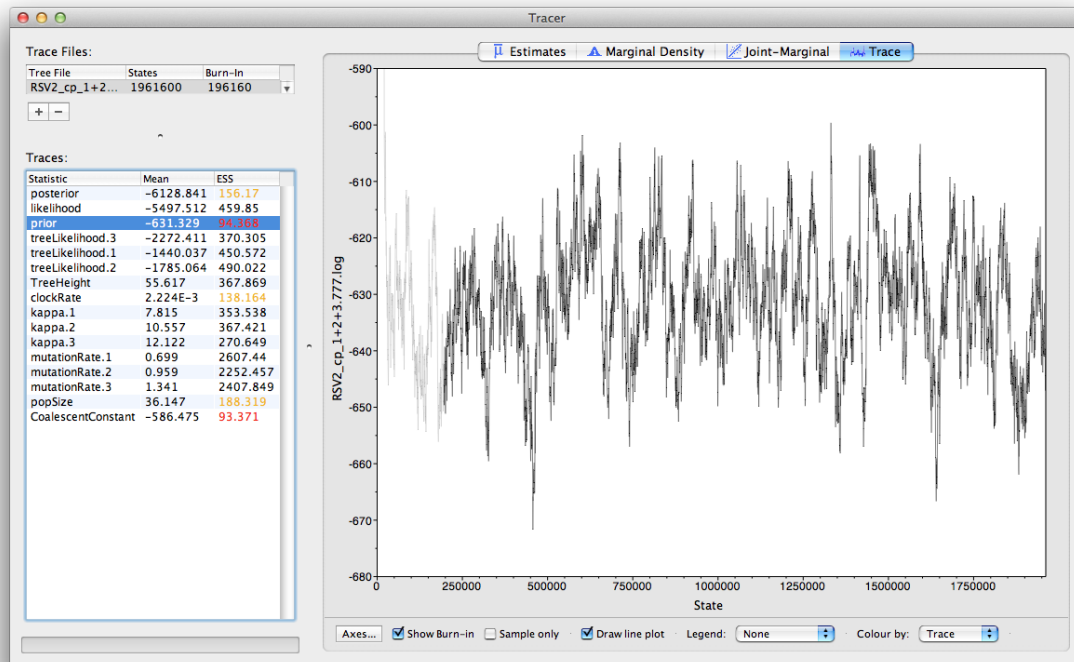 Tracer
Trace Files:
Tree File States Burn-In
RSV2_cp_1+2... 1961600 196160
+ −
Traces:
Statistic Mean ESS
posterior -6128.841 156.17
likelihood -5497.512 459.85
prior -631.329 94.368
treeLikelihood.3 -2272.411 370.305
treeLikelihood.1 -1440.037 450.572
treeLikelihood.2 -1785.064 490.022
TreeHeight 55.617 367.869
clockRate 2.224E-3 138.164
kappa.1 7.815 353.538
kappa.2 10.557 367.421
kappa.3 12.122 270.649
mutationRate.1 0.699 2607.44
mutationRate.2 0.959 2252.457
mutationRate.3 1.341 2407.849
popSize 36.147 188.319
CoalescentConstant -586.475 93.371
Estimates Marginal Density Joint-Marginal Trace
-590
-600
-610
-620
-630
-640
-650
-660
-670
-680
RSV2_cp_1+2+3.777.log
0 250000 500000 750000 1000000 1250000 1500000 1750000
State
Axes... Show Burn-in Sample only Draw line plot Legend: None Colour by: Trace